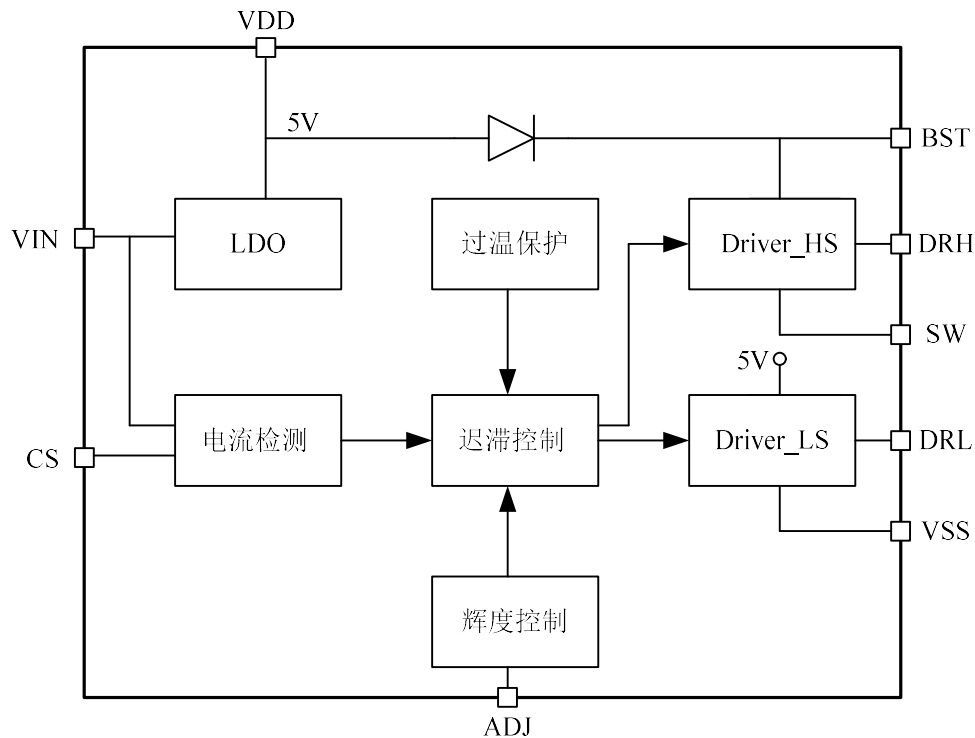 VDD
5V
BST
VIN
LDO
过温保护
Driver_HS
DRH
SW
5V
CS
电流检测
迟滞控制
Driver_LS
DRL
VSS
辉度控制
ADJ